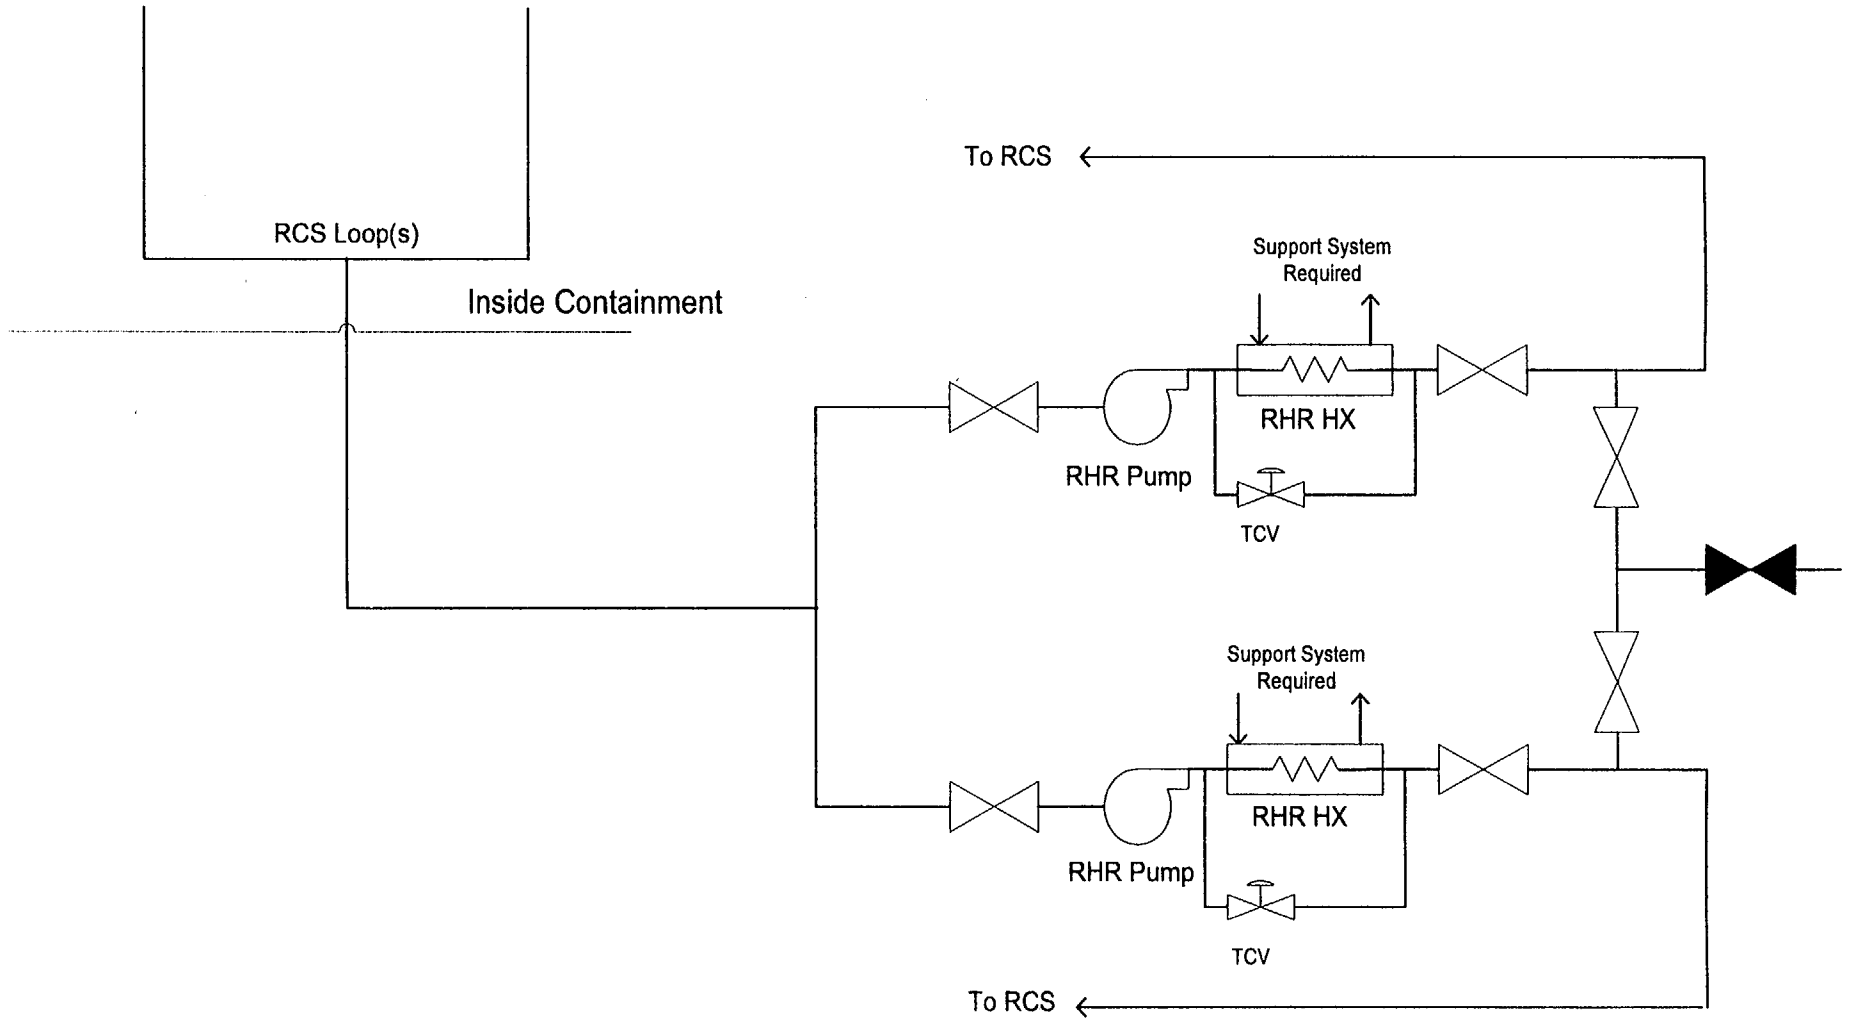 To RCS
RCS Loop(s)
Support System
Required
Inside Containment
RHR HX
RHR Pump
TCV
Support System
Required
RHR HX
RHR Pump
TCV
To RCS